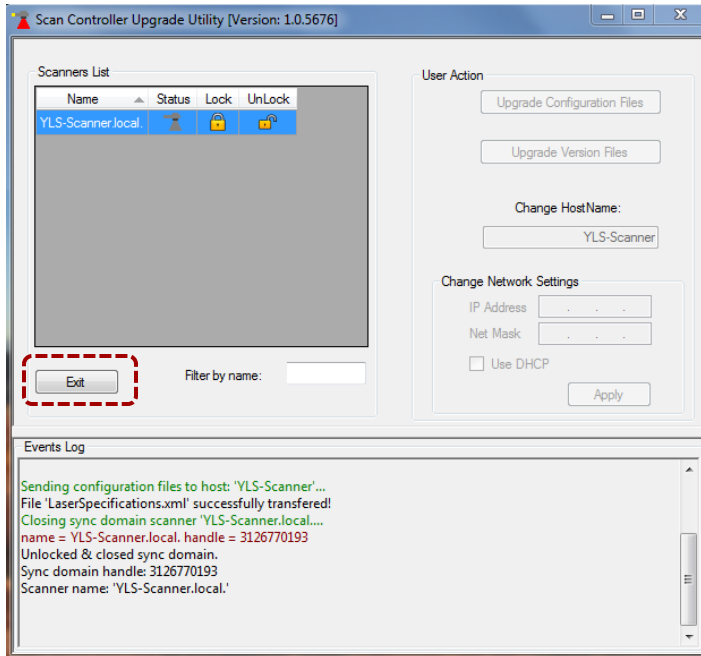 Scan Controller Upgrade Utility [Version: 1.0.5676]
Scanners List
Name Status Lock UnLock
YLS-Scanner.local.
Exit
Filter by name:
User Action
Upgrade Configuration Files
Upgrade Version Files
Change HostName:
YLS-Scanner
Change Network Settings
IP Address . . .
Net Mask . . .
Use DHCP
Apply
Events Log
Sending configuration files to host: 'YLS-Scanner'...
File 'LaserSpecifications.xml' successfully transfered!
Closing sync domain scanner 'YLS-Scanner.local....
name = YLS-Scanner.local. handle = 3126770193
Unlocked & closed sync domain.
Sync domain handle: 3126770193
Scanner name: 'YLS-Scanner.local.'